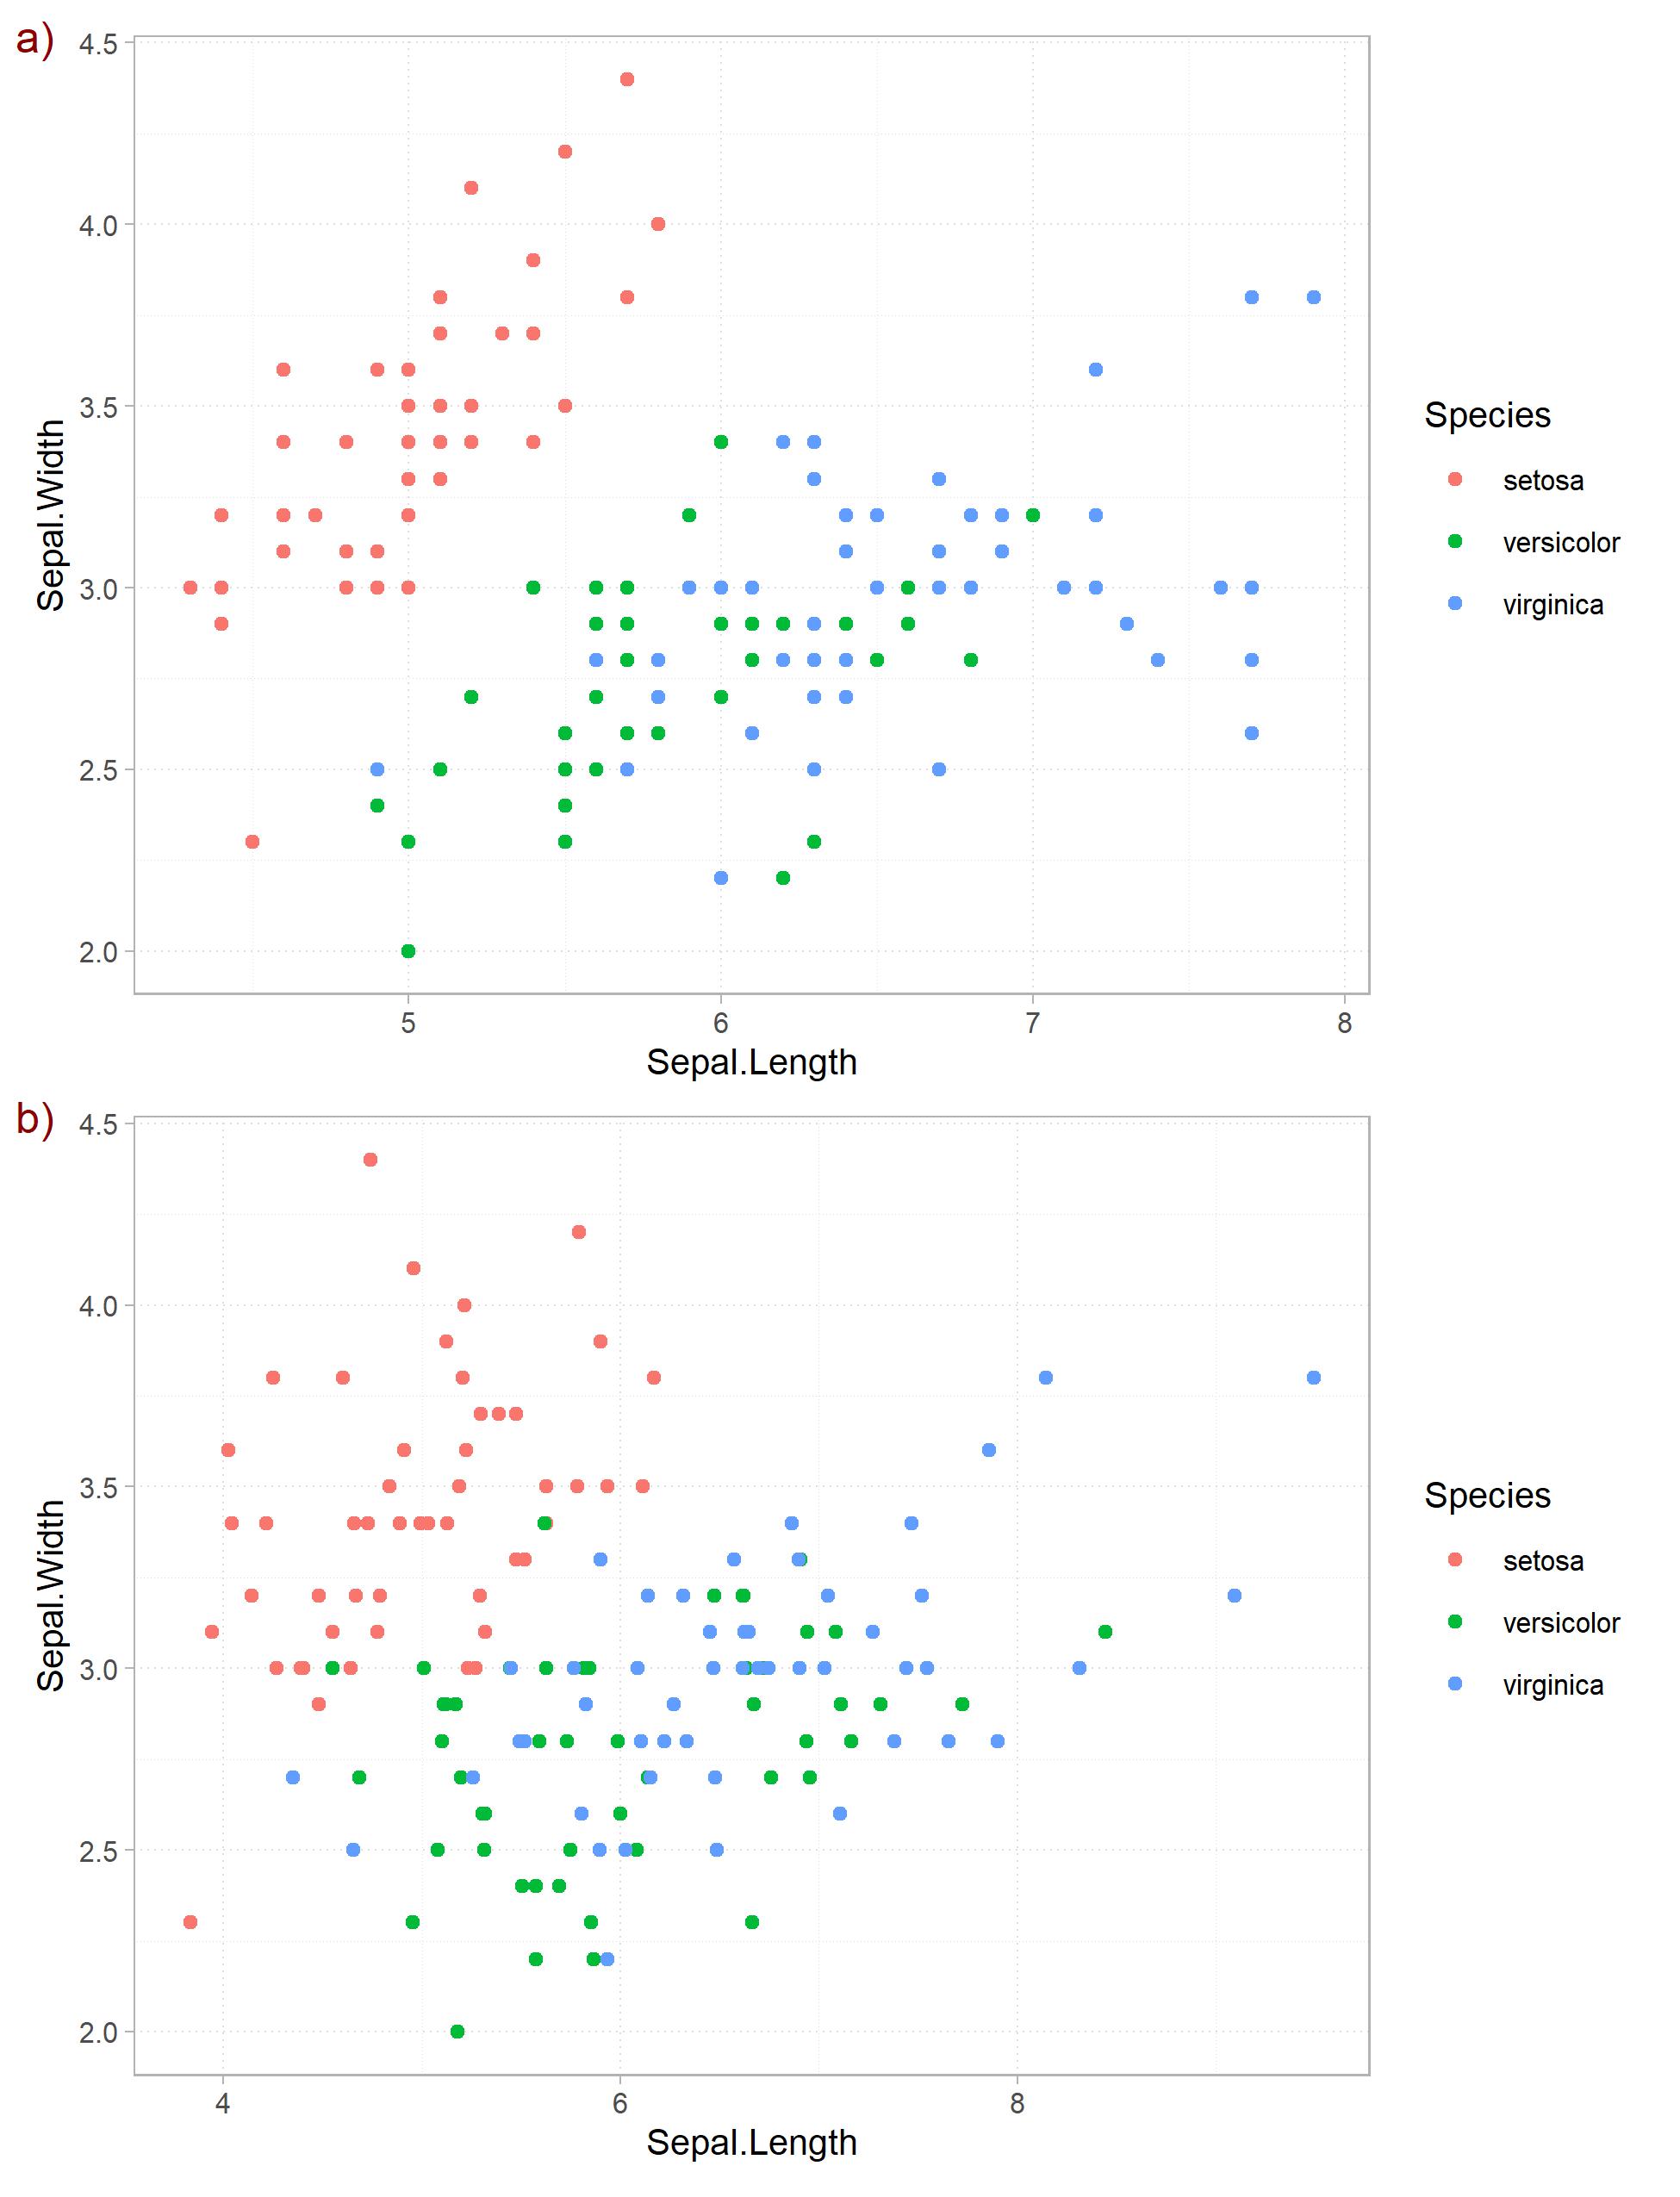 a)
4.5
4.0
3.5
3.0
2.5
2.0
Sepal.Width
5 6 7 8
Sepal.Length
Species
setosa
versicolor
virginica
b)
4.5
4.0
3.5
3.0
2.5
2.0
Sepal.Width
4 6 8
Sepal.Length
Species
setosa
versicolor
virginica